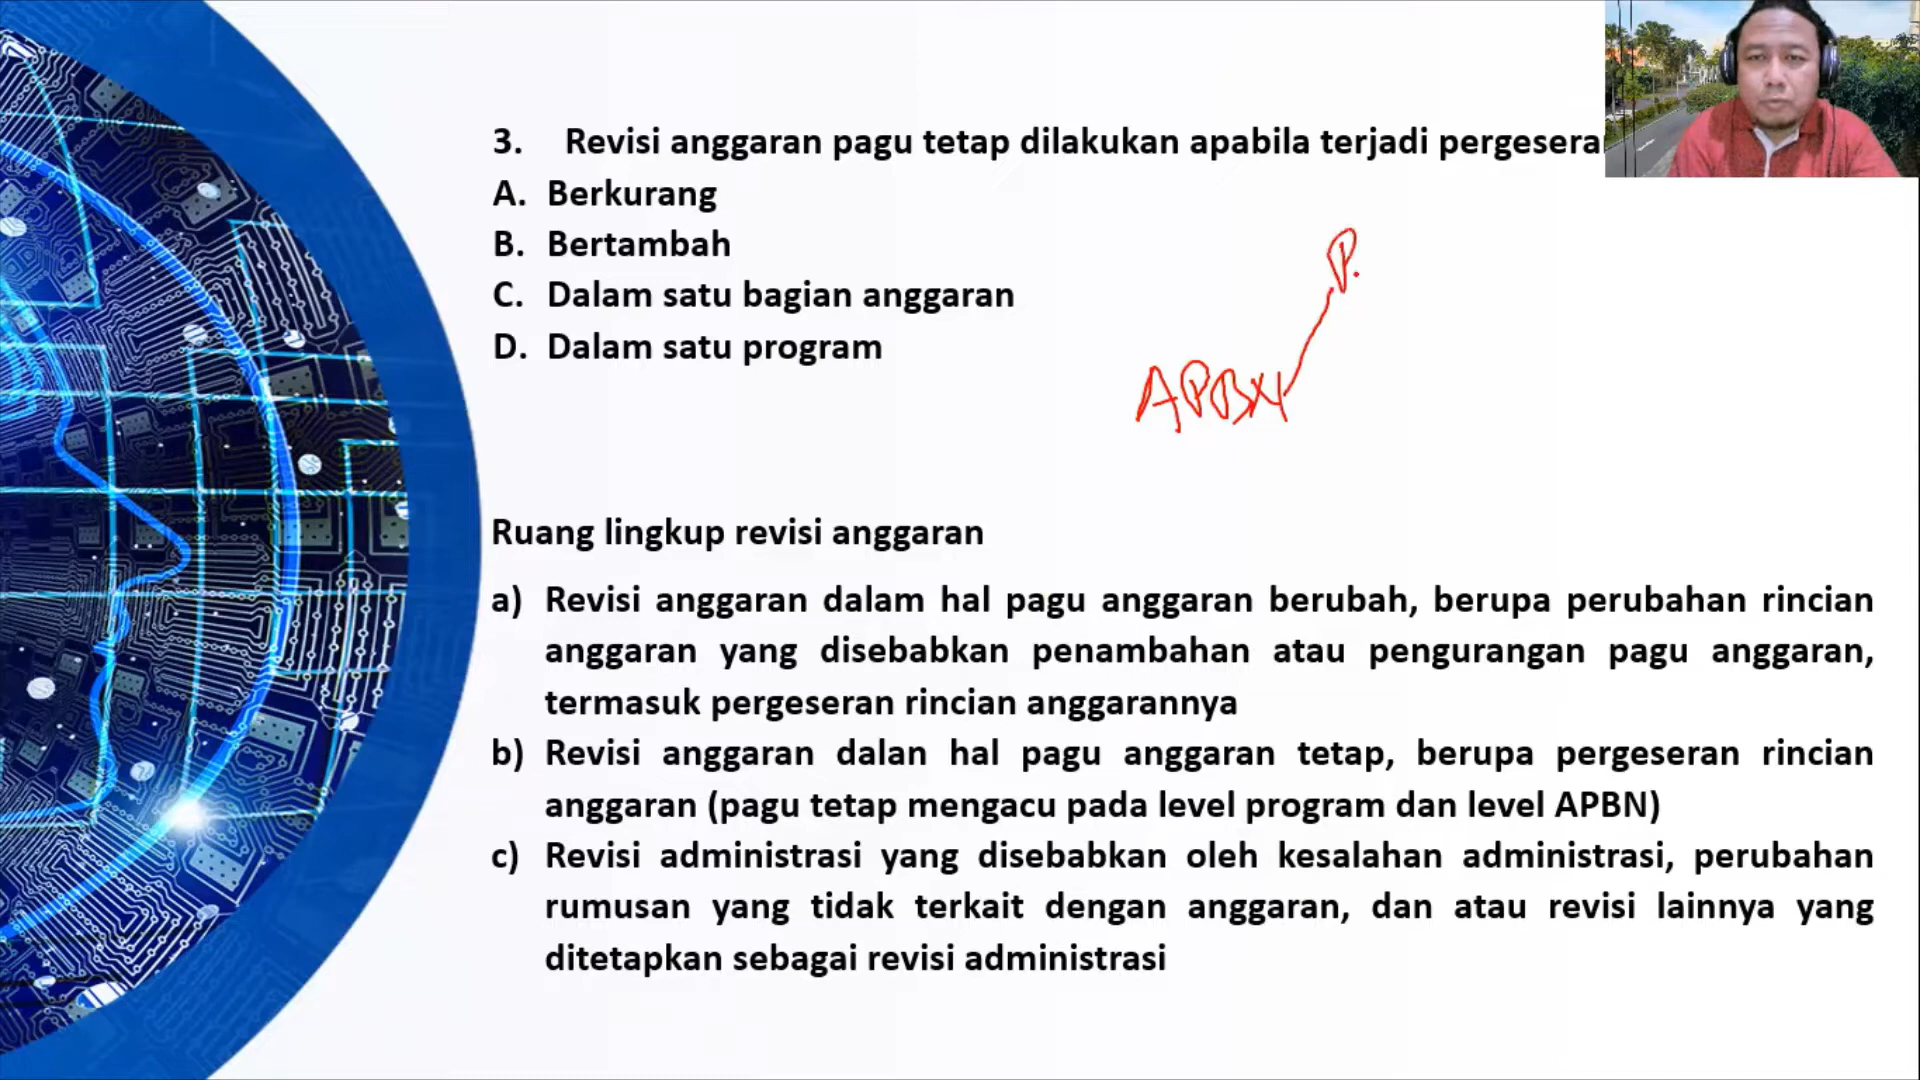 3. Revisi anggaran pagu tetap dilakukan apabila terjadi
A. Berkurang
B. Bertambah
C. Dalam satu bagian anggaran
D. Dalam satu program
P.
Ruang lingkup revisi anggaran
a) Revisi anggaran dalam hal pagu anggaran berubah, berupa perubahan rincian
anggaran yang disebabkan penambahan atau pengurangan pagu anggaran,
termasuk pergeseran rincian anggarannya
b) Revisi anggaran dalan hal pagu anggaran tetap, berupa pergeseran rincian
anggaran (pagu tetap mengacu pada level program dan level APBN)
c) Revisi administrasi yang disebabkan oleh kesalahan administrasi, perubahan
rumusan yang tidak terkait dengan anggaran, dan atau revisi lainnya yang
ditetapkan sebagai revisi administrasi